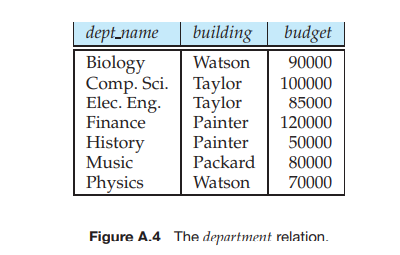 dept_name building budget
Biology Watson 90000
Comp. Sci. Taylor 100000
Elec. Eng. Taylor 85000
Finance Painter 120000
History Painter 50000
Music Packard 80000
Physics Watson 70000
Figure A.4 The department relation.